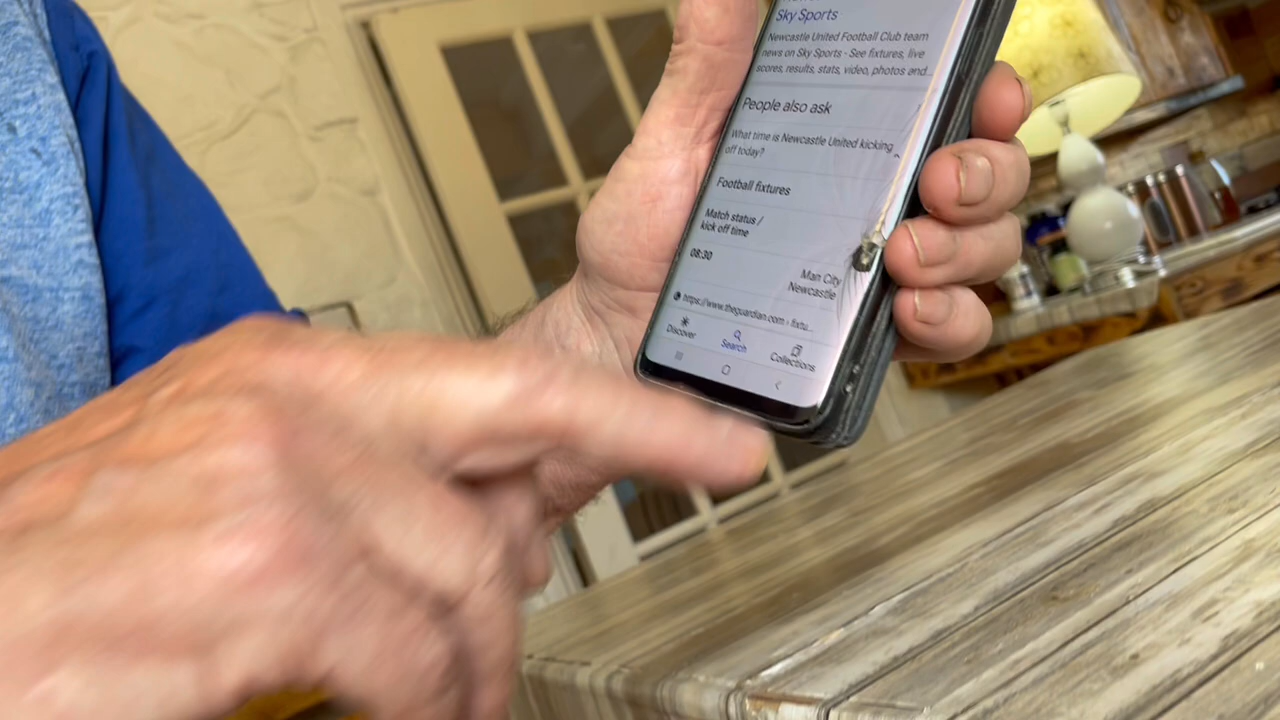 Sky Sports
Newcastle United Football Club team
news on Sky Sports - See fixtures, live
scores, results, stats, video, photos and...
People also ask
What time is Newcastle United kicking
off today?
Football fixtures
Match status /
kick off time
08:30
Man City
Newcastle
https://www.theguardian.com › fixtu...
Discover
Search
Collections